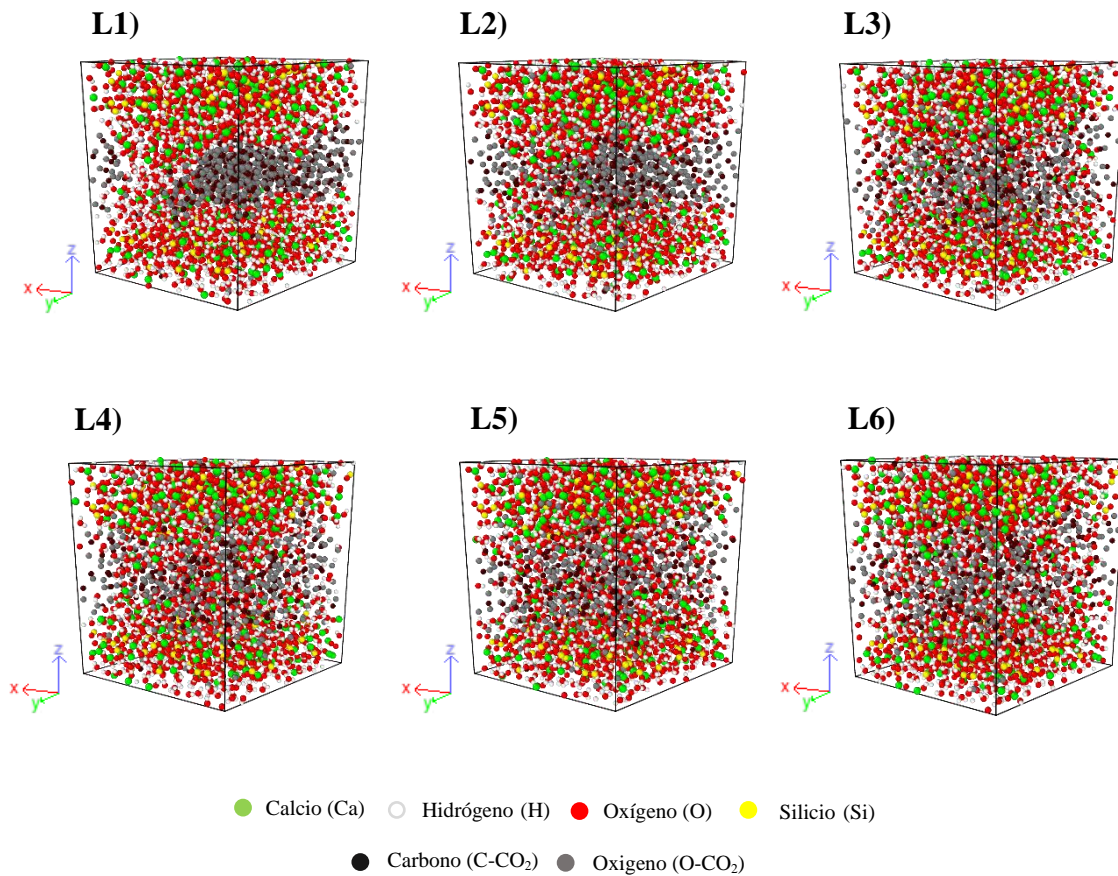 L1) L2) L3)
z x y z x y z x y
L4) L5) L6)
z x y z x y z x y
Calcio (Ca) Hidrógeno (H) Oxígeno (O) Silicio (Si)
Carbono (C-CO₂) Oxigeno (O-CO₂)